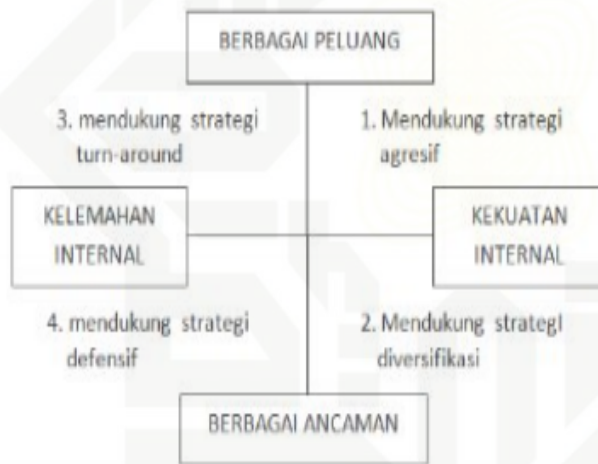 BERBAGAI PELUANG
3. mendukung strategi
turn-around
1. Mendukung strategi
agresif
KELEMAHAN
INTERNAL
KEKUATAN
INTERNAL
4. mendukung strategi
defensif
2. Mendukung strategI
diversifikasi
BERBAGAI ANCAMAN